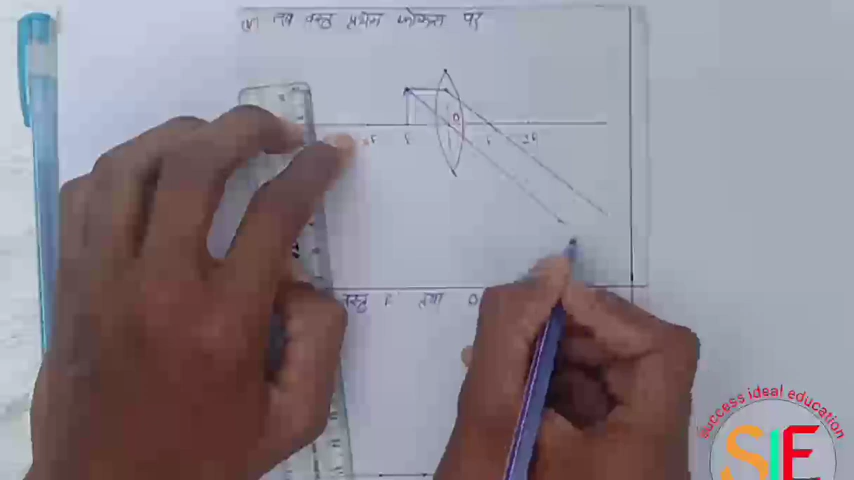 (v) जब वस्तु प्रथम फोकस पर
O
2F F F 2F
वस्तु F तथा O
success ideal education
SIE